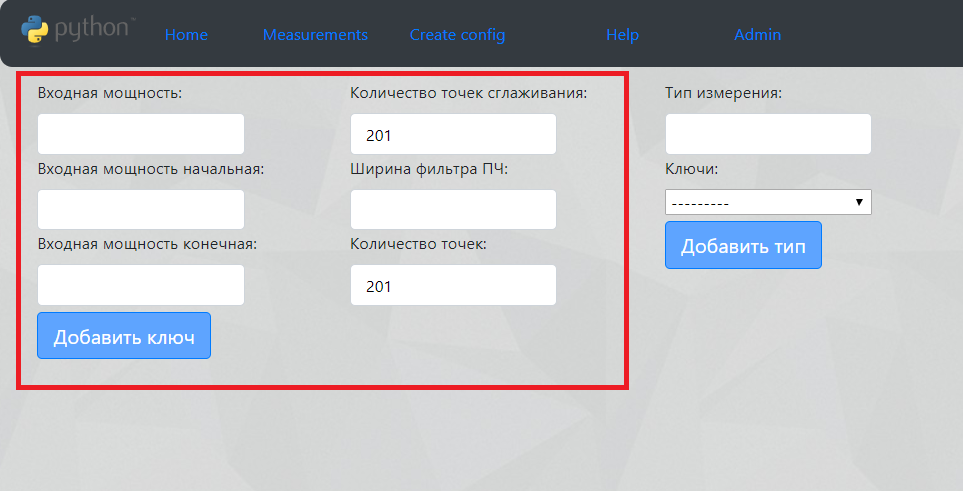 python™
Home Measurements Create config Help Admin
Входная мощность: Количество точек сглаживания: Тип измерения:
201
Входная мощность начальная: Ширина фильтра ПЧ: Ключи:
---------
Входная мощность конечная: Количество точек: Добавить тип
201
Добавить ключ